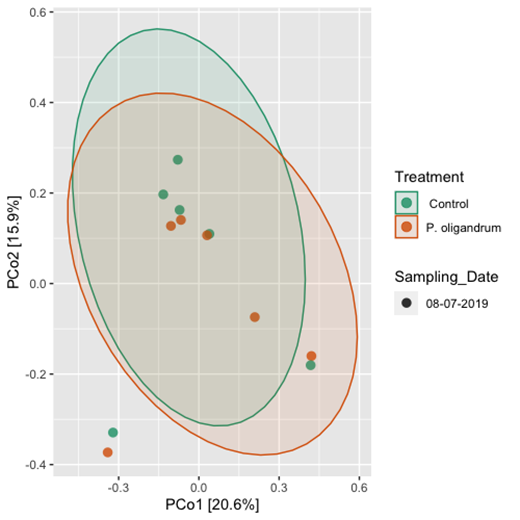 0.6
0.4
0.2
0.0
-0.2
-0.4
PCo2 [15.9%]
-0.3 0.0 0.3 0.6
PCo1 [20.6%]
Treatment
Control
P. oligandrum
Sampling_Date
08-07-2019